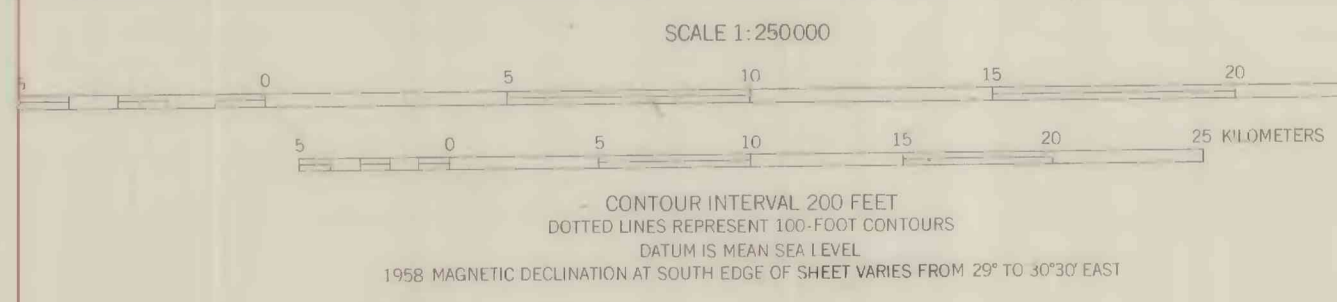 SCALE 1:250000
5 0 5 10 15 20
5 0 5 10 15 20 25 KILOMETERS
CONTOUR INTERVAL 200 FEET
DOTTED LINES REPRESENT 100-FOOT CONTOURS
DATUM IS MEAN SEA LEVEL
1958 MAGNETIC DECLINATION AT SOUTH EDGE OF SHEET VARIES FROM 29° TO 30°30' EAST